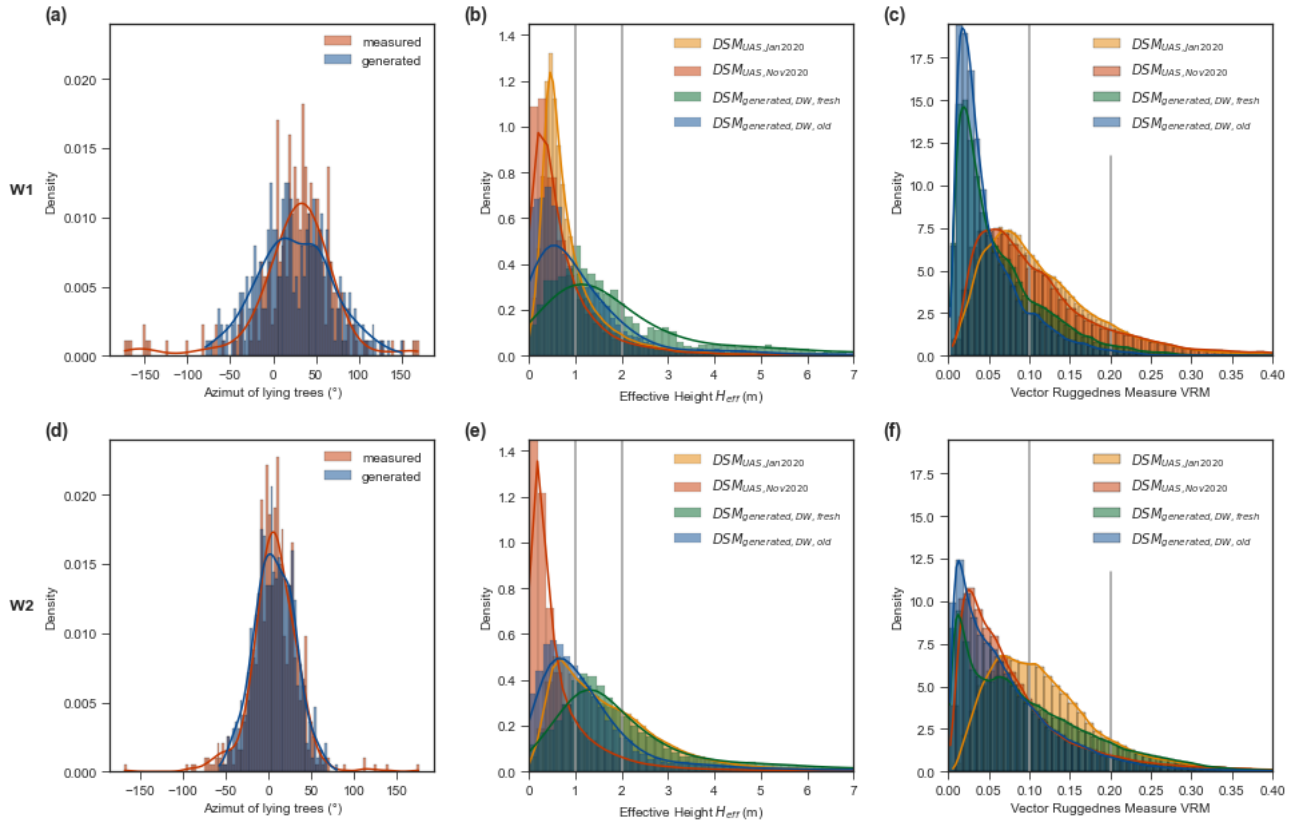 (a)
(b)
(c)
measured
generated
DSM_UAS,Jan2020
DSM_UAS,Nov2020
DSM_generated,DW,fresh
DSM_generated,DW,old
DSM_UAS,Jan2020
DSM_UAS,Nov2020
DSM_generated,DW,fresh
DSM_generated,DW,old
W1
Density
0.020
0.015
0.010
0.005
0.000
−150 −100 −50 0 50 100 150
Azimut of lying trees (°)
Density
1.4
1.2
1.0
0.8
0.6
0.4
0.2
0.0
0 1 2 3 4 5 6 7
Effective Height H_eff (m)
Density
17.5
15.0
12.5
10.0
7.5
5.0
2.5
0.0
0.00 0.05 0.10 0.15 0.20 0.25 0.30 0.35 0.40
Vector Ruggednes Measure VRM
(d)
(e)
(f)
measured
generated
DSM_UAS,Jan2020
DSM_UAS,Nov2020
DSM_generated,DW,fresh
DSM_generated,DW,old
DSM_UAS,Jan2020
DSM_UAS,Nov2020
DSM_generated,DW,fresh
DSM_generated,DW,old
W2
Density
0.020
0.015
0.010
0.005
0.000
−150 −100 −50 0 50 100 150
Azimut of lying trees (°)
Density
1.4
1.2
1.0
0.8
0.6
0.4
0.2
0.0
0 1 2 3 4 5 6 7
Effective Height H_eff (m)
Density
17.5
15.0
12.5
10.0
7.5
5.0
2.5
0.0
0.00 0.05 0.10 0.15 0.20 0.25 0.30 0.35 0.40
Vector Ruggednes Measure VRM